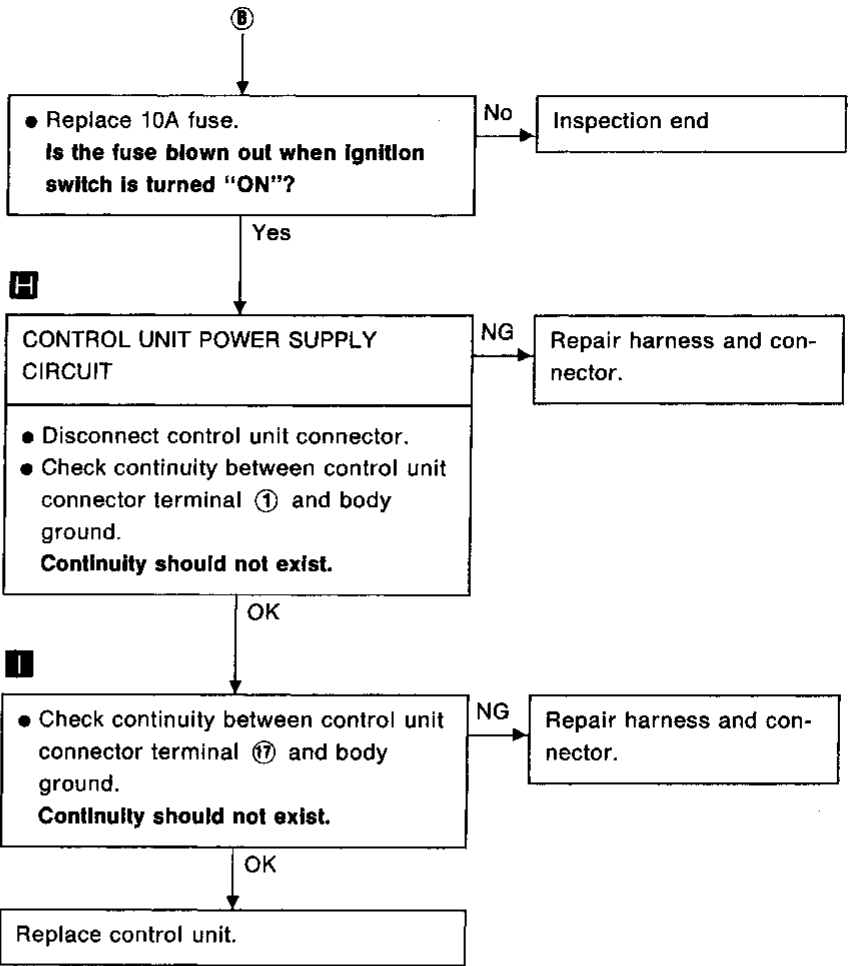 Ⓑ
● Replace 10A fuse.
Is the fuse blown out when ignition
switch is turned “ON”?
No
Inspection end
Yes
H
CONTROL UNIT POWER SUPPLY
CIRCUIT
NG
Repair harness and con-
nector.
● Disconnect control unit connector.
● Check continuity between control unit
connector terminal ① and body
ground.
Continuity should not exist.
OK
I
● Check continuity between control unit
connector terminal ⑰ and body
ground.
Continuity should not exist.
NG
Repair harness and con-
nector.
OK
Replace control unit.